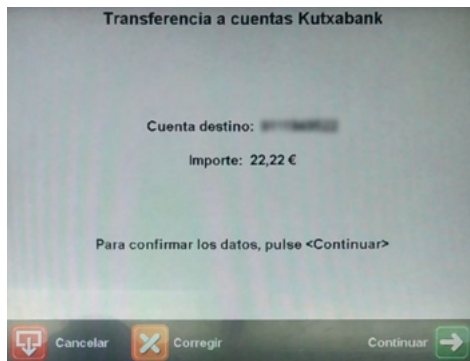 Transferencia a cuentas Kutxabank
Cuenta destino:
Importe: 22,22 €
Para confirmar los datos, pulse <Continuar>
Cancelar Corregir Continuar